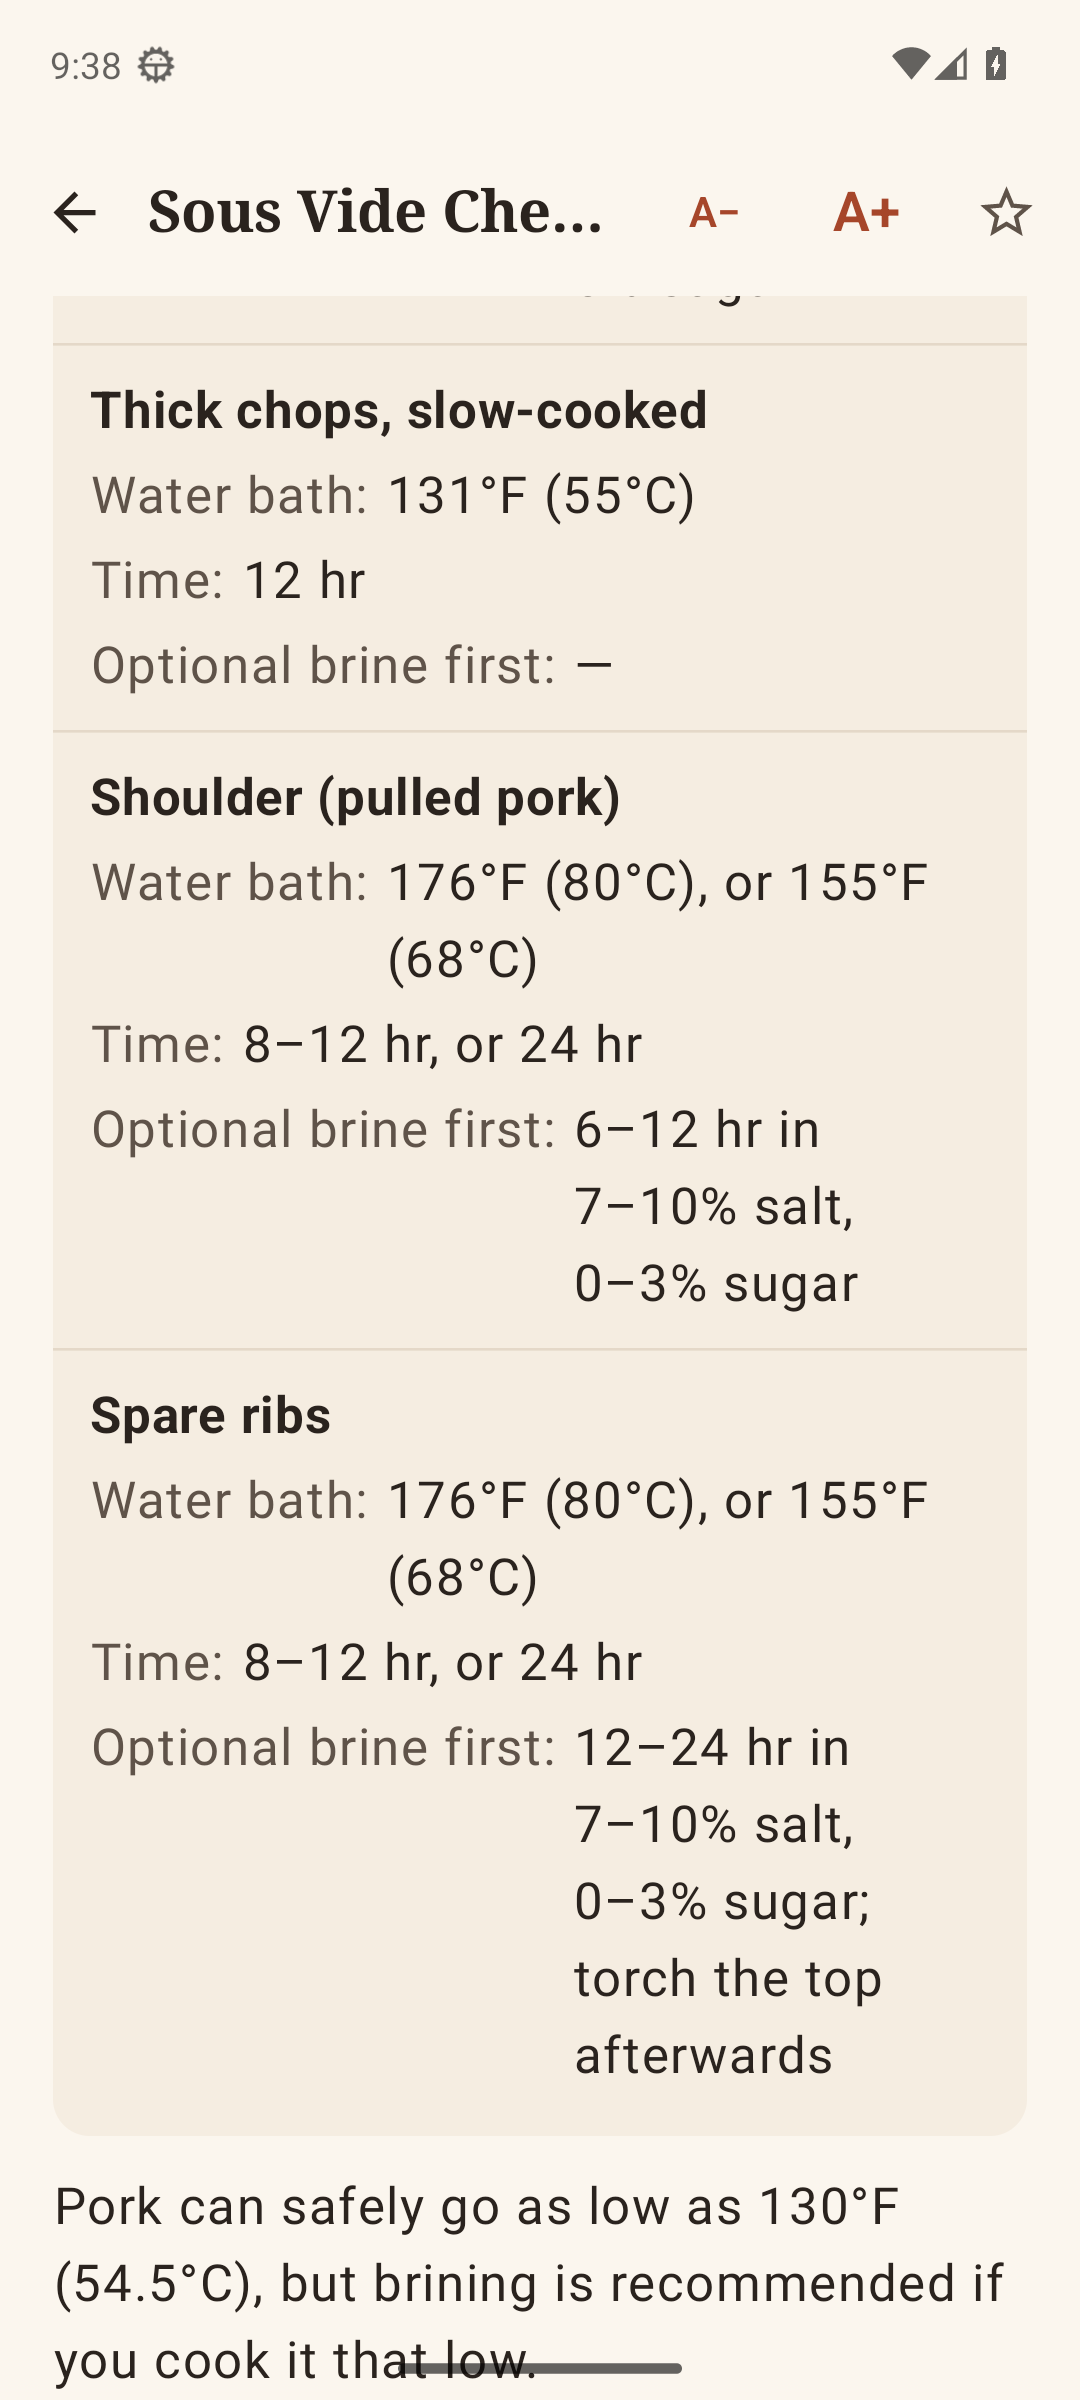 9:38
Sous Vide Che...
A−
A+
Thick chops, slow-cooked
Water bath: 131°F (55°C)
Time: 12 hr
Optional brine first: —
Shoulder (pulled pork)
Water bath: 176°F (80°C), or 155°F
(68°C)
Time: 8–12 hr, or 24 hr
Optional brine first: 6–12 hr in
7–10% salt,
0–3% sugar
Spare ribs
Water bath: 176°F (80°C), or 155°F
(68°C)
Time: 8–12 hr, or 24 hr
Optional brine first: 12–24 hr in
7–10% salt,
0–3% sugar;
torch the top
afterwards
Pork can safely go as low as 130°F
(54.5°C), but brining is recommended if
you cook it that low.